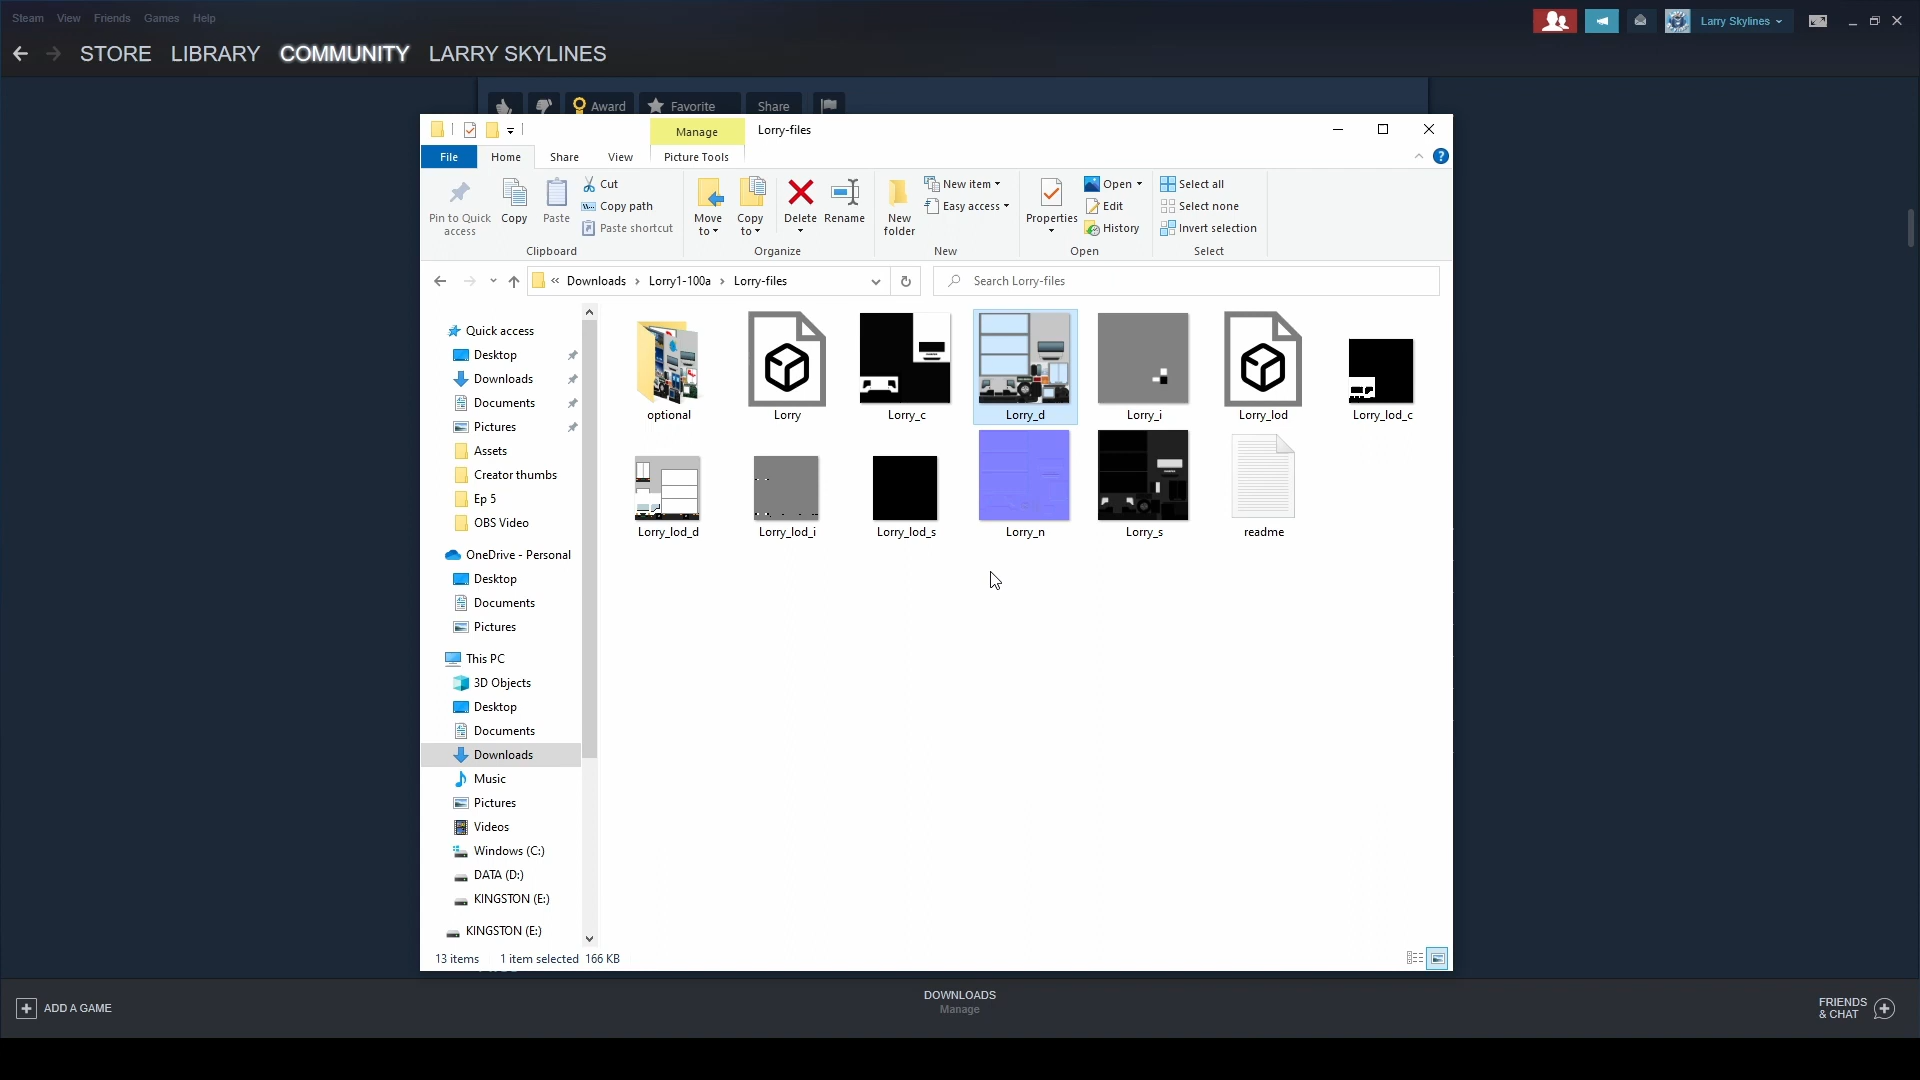 Steam View Friends Games Help
Larry Skylines
STORE LIBRARY COMMUNITY LARRY SKYLINES
Award Favorite Share
Manage Lorry-files
File Home Share View Picture Tools
Pin to Quick access
Copy
Paste
Cut
Copy path
Paste shortcut
Clipboard
Move to
Copy to
Delete
Rename
Organize
New folder
New item
Easy access
New
Properties
Open
Edit
History
Open
Select all
Select none
Invert selection
Select
« Downloads › Lorry1-100a › Lorry-files
Search Lorry-files
Quick access
Desktop
Downloads
Documents
Pictures
Assets
Creator thumbs
Ep 5
OBS Video
OneDrive - Personal
Desktop
Documents
Pictures
This PC
3D Objects
Desktop
Documents
Downloads
Music
Pictures
Videos
Windows (C:)
DATA (D:)
KINGSTON (E:)
KINGSTON (E:)
optional Lorry Lorry_c Lorry_d Lorry_i Lorry_lod Lorry_lod_c
Lorry_lod_d Lorry_lod_i Lorry_lod_s Lorry_n Lorry_s readme
13 items 1 item selected 166 KB
ADD A GAME
DOWNLOADS
Manage
FRIENDS
& CHAT